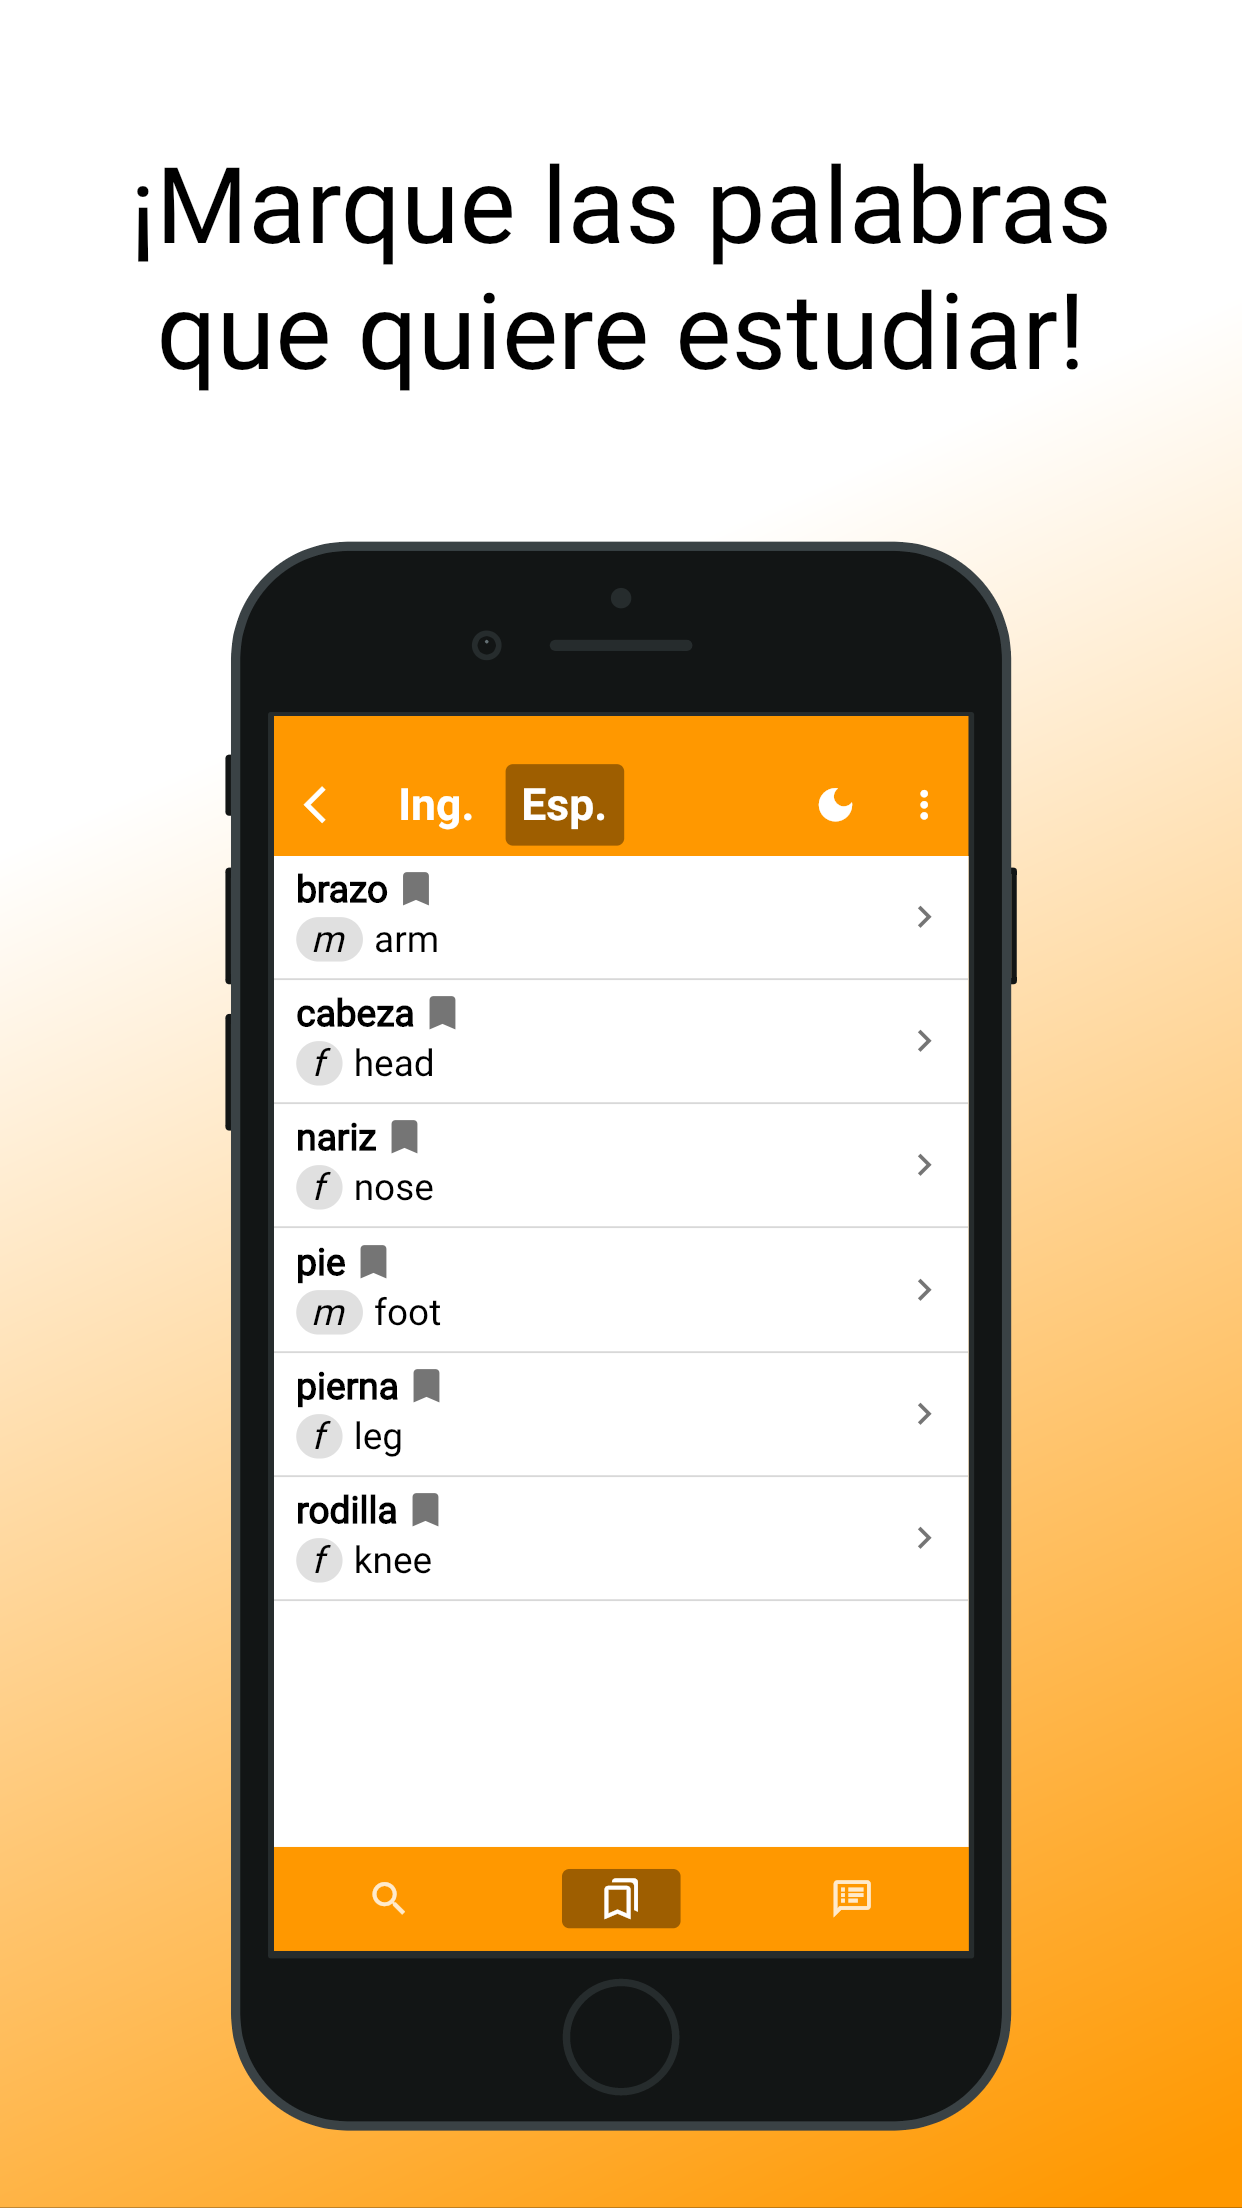 ¡Marque las palabras
que quiere estudiar!
Ing. Esp.
brazo
m arm
cabeza
f head
nariz
f nose
pie
m foot
pierna
f leg
rodilla
f knee